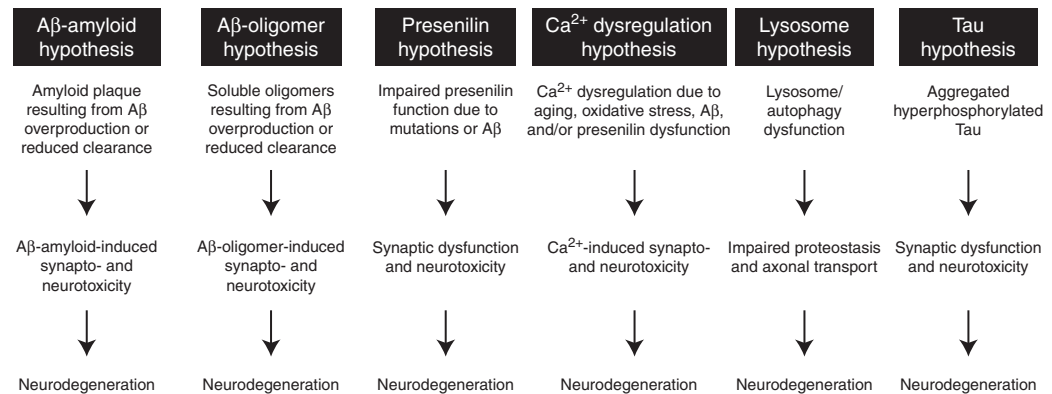 Aβ-amyloid
hypothesis
Amyloid plaque
resulting from Aβ
overproduction or
reduced clearance
Aβ-amyloid-induced
synapto- and
neurotoxicity
Neurodegeneration
Aβ-oligomer
hypothesis
Soluble oligomers
resulting from Aβ
overproduction or
reduced clearance
Aβ-oligomer-induced
synapto- and
neurotoxicity
Neurodegeneration
Presenilin
hypothesis
Impaired presenilin
function due to
mutations or Aβ
Synaptic dysfunction
and neurotoxicity
Neurodegeneration
Ca²⁺ dysregulation
hypothesis
Ca²⁺ dysregulation due to
aging, oxidative stress, Aβ,
and/or presenilin dysfunction
Ca²⁺-induced synapto-
and neurotoxicity
Neurodegeneration
Lysosome
hypothesis
Lysosome/
autophagy
dysfunction
Impaired proteostasis
and axonal transport
Neurodegeneration
Tau
hypothesis
Aggregated
hyperphosphorylated
Tau
Synaptic dysfunction
and neurotoxicity
Neurodegeneration